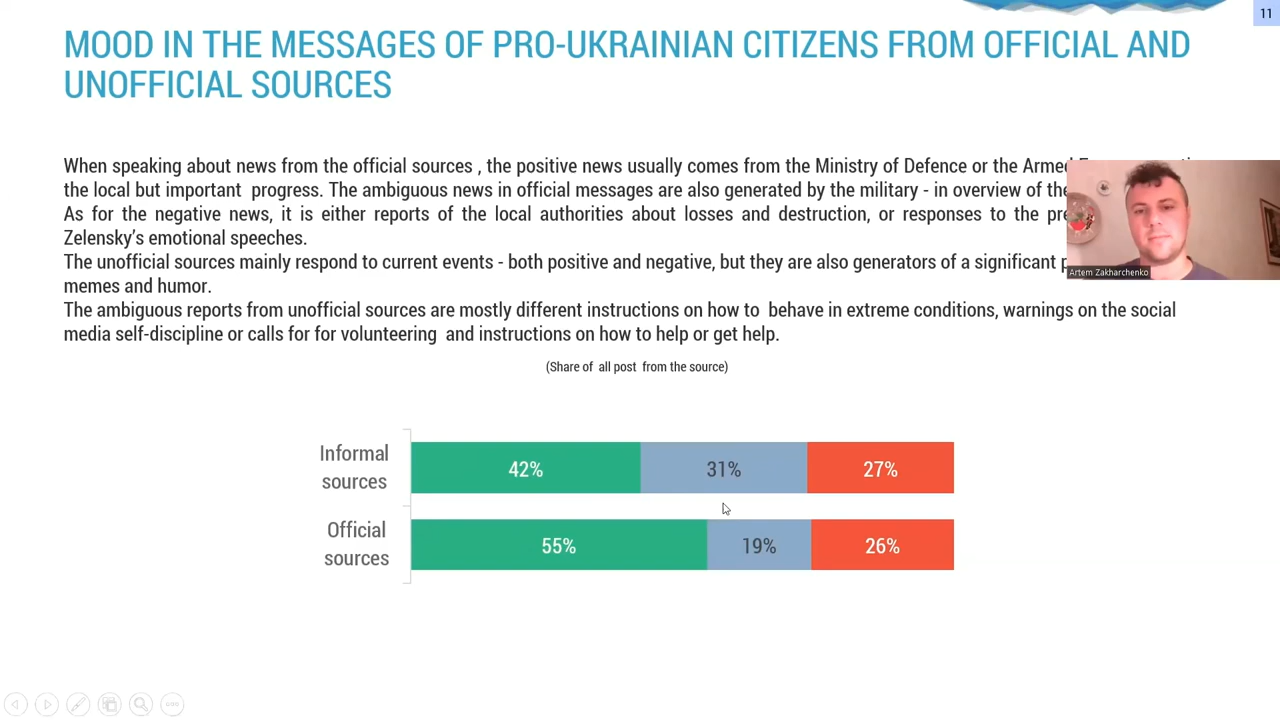 11
MOOD IN THE MESSAGES OF PRO-UKRAINIAN CITIZENS FROM OFFICIAL AND
UNOFFICIAL SOURCES
When speaking about news from the official sources , the positive news usually comes from the Ministry of Defence or the Armed
the local but important progress. The ambiguous news in official messages are also generated by the military - in overview of the
As for the negative news, it is either reports of the local authorities about losses and destruction, or responses to the
Zelensky's emotional speeches.
The unofficial sources mainly respond to current events - both positive and negative, but they are also generators of a significant
memes and humor.
The ambiguous reports from unofficial sources are mostly different instructions on how to behave in extreme conditions, warnings on the social
media self-discipline or calls for for volunteering and instructions on how to help or get help.
Artem Zakharchenko
(Share of all post from the source)
Informal
sources
42% 31% 27%
Official
sources
55% 19% 26%